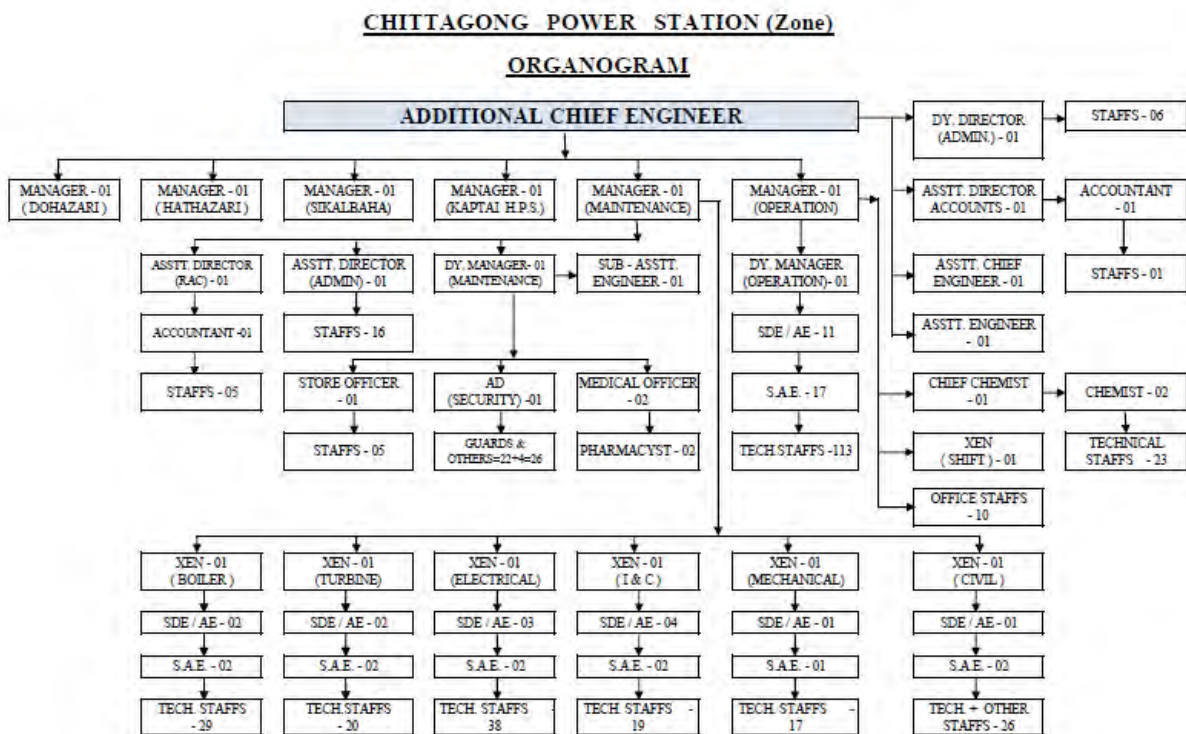 CHITTAGONG POWER STATION (Zone)
ORGANOGRAM
ADDITIONAL CHIEF ENGINEER
DY. DIRECTOR
(ADMIN.) - 01
STAFFS - 06
MANAGER - 01
( DOHAZARI )
MANAGER - 01
( HATHAZARI )
MANAGER - 01
(SIKALBAHA)
MANAGER - 01
(KAPTAI H.P.S.)
MANAGER - 01
(MAINTENANCE)
MANAGER - 01
(OPERATION)
ASSTT. DIRECTOR
ACCOUNTS - 01
ACCOUNTANT
- 01
ASSTT. DIRECTOR
(RAC) - 01
ASSTT. DIRECTOR
(ADMIN) - 01
DY. MANAGER- 01
(MAINTENANCE)
SUB - ASSTT.
ENGINEER - 01
DY. MANAGER
(OPERATION)- 01
ASSTT. CHIEF
ENGINEER - 01
STAFFS - 01
ACCOUNTANT -01
STAFFS - 16
SDE / AE - 11
ASSTT. ENGINEER
- 01
STAFFS - 05
STORE OFFICER
- 01
AD
(SECURITY) -01
MEDICAL OFFICER
- 02
S.A.E. - 17
CHIEF CHEMIST
- 01
CHEMIST - 02
STAFFS - 05
GUARDS &
OTHERS=22+4=26
PHARMACYST - 02
TECH.STAFFS -113
XEN
( SHIFT ) - 01
TECHNICAL
STAFFS - 23
OFFICE STAFFS
- 10
XEN - 01
( BOILER )
XEN - 01
(TURBINE)
XEN - 01
(ELECTRICAL)
XEN - 01
( I & C )
XEN - 01
(MECHANICAL)
XEN - 01
( CIVIL )
SDE / AE - 02
SDE / AE - 02
SDE / AE - 03
SDE / AE - 04
SDE / AE - 01
SDE / AE - 01
S.A.E. - 02
S.A.E. - 02
S.A.E. - 02
S.A.E. - 02
S.A.E. - 01
S.A.E. - 02
TECH. STAFFS
- 29
TECH.STAFFS
- 20
TECH. STAFFS -
38
TECH. STAFFS -
19
TECH. STAFFS -
17
TECH. + OTHER
STAFFS - 26